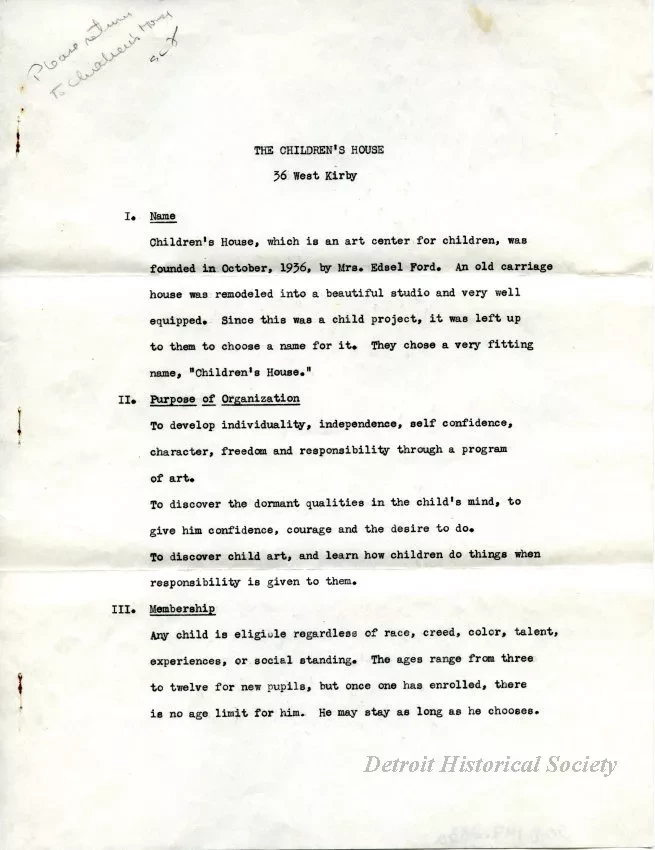 Please return
To Children's House
THE CHILDREN'S HOUSE
36 West Kirby
I. Name
Children's House, which is an art center for children, was
founded in October, 1936, by Mrs. Edsel Ford. An old carriage
house was remodeled into a beautiful studio and very well
equipped. Since this was a child project, it was left up
to them to choose a name for it. They chose a very fitting
name, "Children's House."
II. Purpose of Organization
To develop individuality, independence, self confidence,
character, freedom and responsibility through a program
of art.
To discover the dormant qualities in the child's mind, to
give him confidence, courage and the desire to do.
To discover child art, and learn how children do things when
responsibility is given to them.
III. Membership
Any child is eligible regardless of race, creed, color, talent,
experiences, or social standing. The ages range from three
to twelve for new pupils, but once one has enrolled, there
is no age limit for him. He may stay as long as he chooses.
Detroit Historical Society